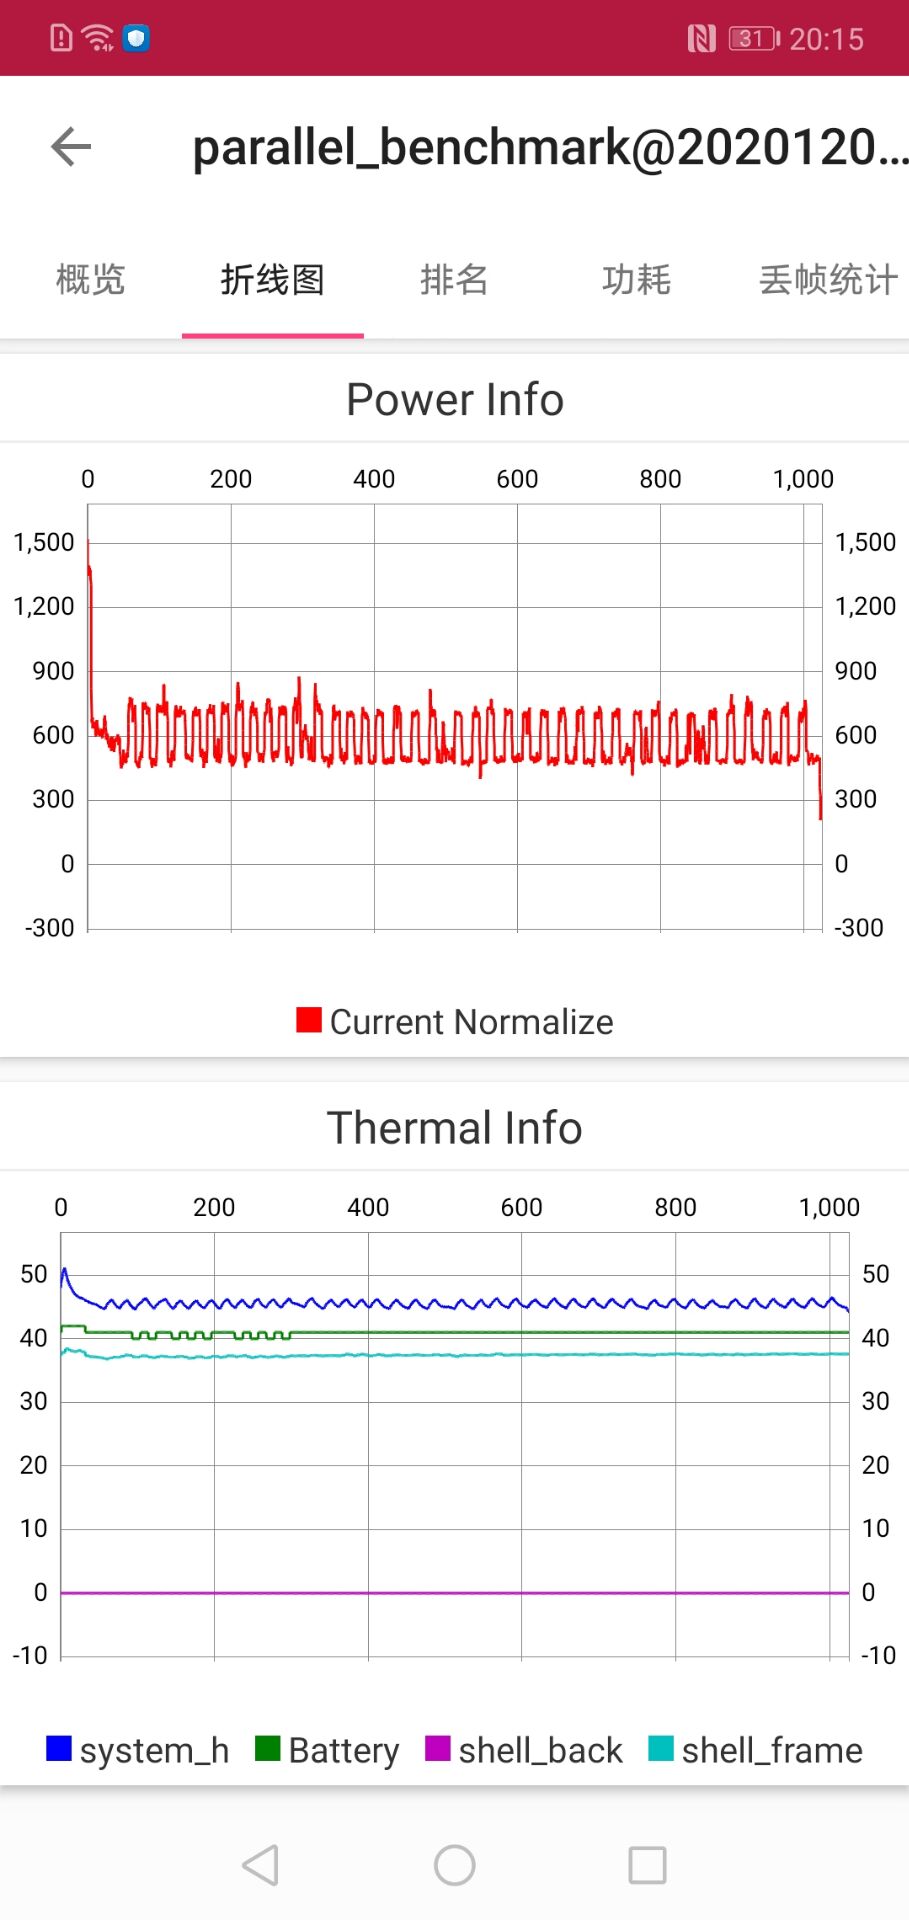 31 20:15
parallel_benchmark@2020120...
概览 折线图 排名 功耗 丢帧统计
Power Info
0 200 400 600 800 1,000
1,500 1,500
1,200 1,200
900 900
600 600
300 300
0 0
-300 -300
Current Normalize
Thermal Info
0 200 400 600 800 1,000
50 50
40 40
30 30
20 20
10 10
0 0
-10 -10
system_h Battery shell_back shell_frame